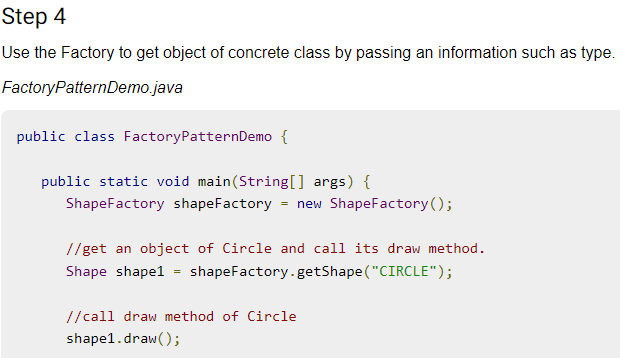 Step 4
Use the Factory to get object of concrete class by passing an information such as type.
FactoryPatternDemo.java
public class FactoryPatternDemo {
public static void main(String[] args) {
ShapeFactory shapeFactory = new ShapeFactory();
//get an object of Circle and call its draw method.
Shape shape1 = shapeFactory.getShape("CIRCLE");
//call draw method of Circle
shape1.draw();